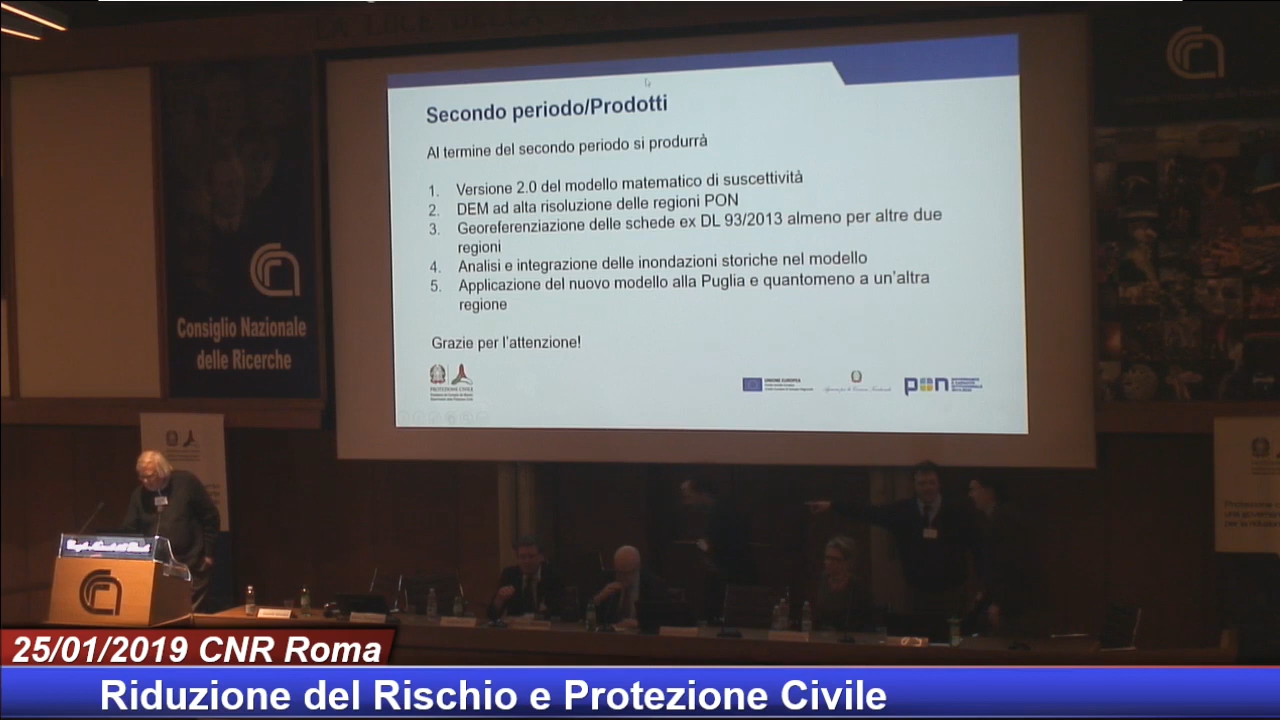 Secondo periodo/Prodotti
Al termine del secondo periodo si produrrà
1. Versione 2.0 del modello matematico di suscettività
2. DEM ad alta risoluzione delle regioni PON
3. Georeferenziazione delle schede ex DL 93/2013 almeno per altre due
regioni
4. Analisi e integrazione delle inondazioni storiche nel modello
5. Applicazione del nuovo modello alla Puglia e quantomeno a un'altra
regione
Grazie per l'attenzione!
PROTEZIONE CIVILE
UNIONE EUROPEA
pon
Consiglio Nazionale
delle Ricerche
25/01/2019 CNR Roma
Riduzione del Rischio e Protezione Civile